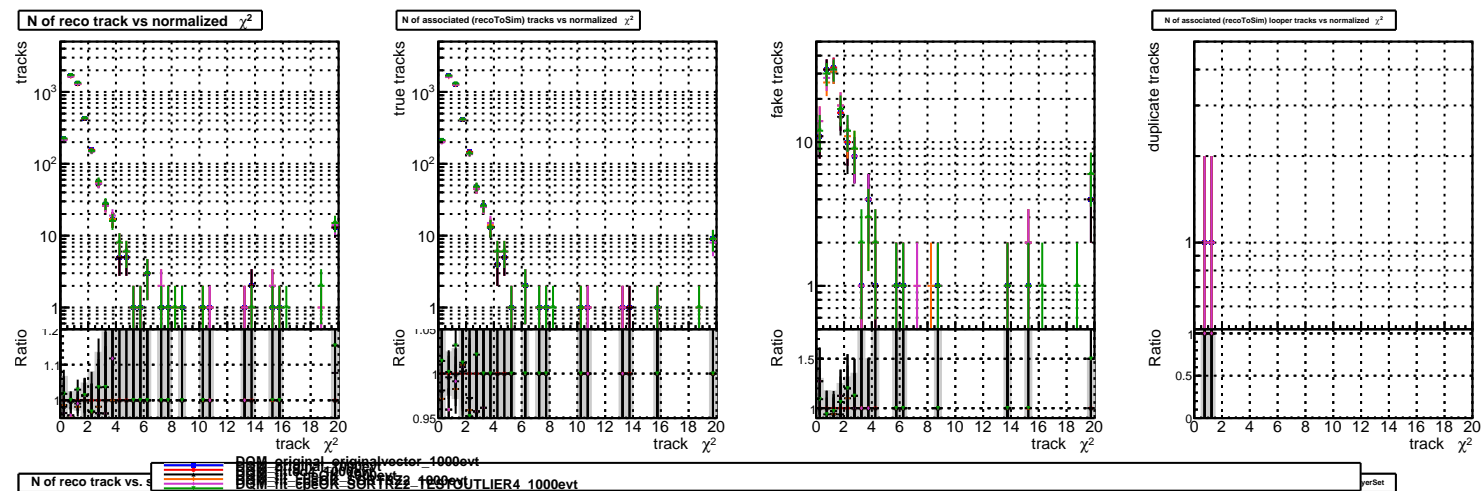 N of reco track vs normalized χ²
N of associated (recoToSim) tracks vs normalized χ²
N of associated (recoToSim) looper tracks vs normalized χ²
tracks
10³
10²
10
1
true tracks
10³
10²
10
1
fake tracks
10
1
duplicate tracks
1
Ratio
1.2
1.1
1
Ratio
1.05
1
0.95
Ratio
1.5
1
Ratio
1
0.5
0
0 2 4 6 8 10 12 14 16 18 20
track χ²
0 2 4 6 8 10 12 14 16 18 20
track χ²
0 2 4 6 8 10 12 14 16 18 20
track χ²
0 2 4 6 8 10 12 14 16 18 20
track χ²
DQM_original_originalvector_1000evt
DQM_fit_cpeOR_SORTRZ2_TESTOUTLIER4_1000evt
N of reco track vs. s
yerSet